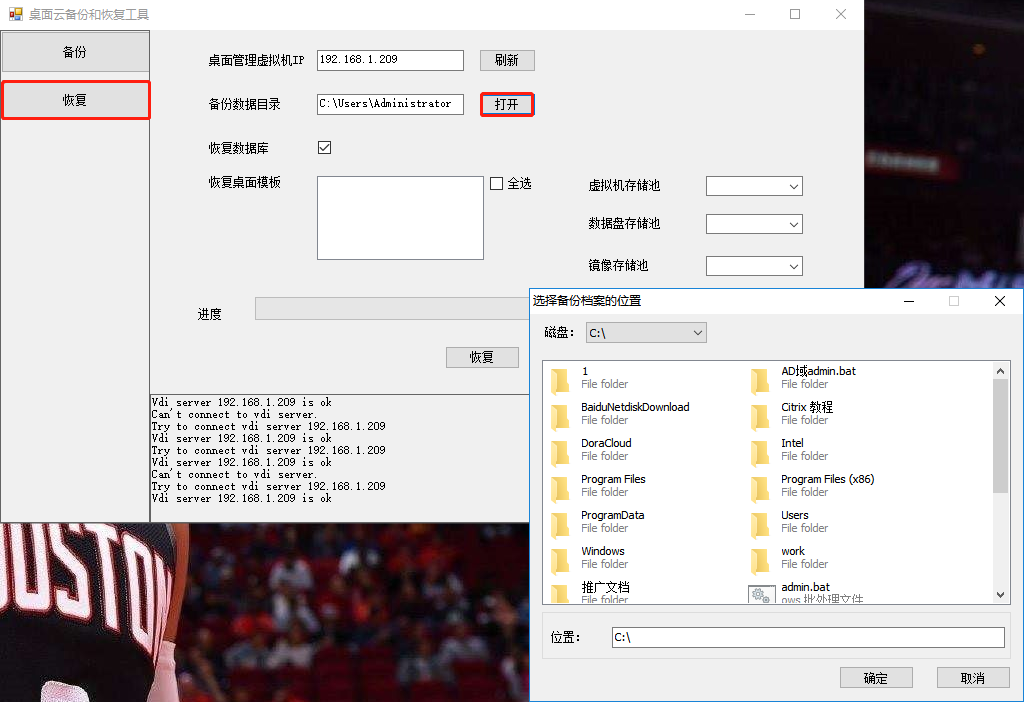 桌面云备份和恢复工具
备份
恢复
桌面管理虚拟机IP
192.168.1.209
刷新
备份数据目录
C:\Users\Administrator
打开
恢复数据库
恢复桌面模板
全选
虚拟机存储池
数据盘存储池
镜像存储池
进度
恢复
Vdi server 192.168.1.209 is ok
Can't connect to vdi server.
Try to connect vdi server 192.168.1.209
Vdi server 192.168.1.209 is ok
Try to connect vdi server 192.168.1.209
Vdi server 192.168.1.209 is ok
Can't connect to vdi server.
Try to connect vdi server 192.168.1.209
Vdi server 192.168.1.209 is ok
选择备份档案的位置
磁盘:
C:\
1
File folder
AD域admin.bat
File folder
BaiduNetdiskDownload
File folder
Citrix 教程
File folder
DoraCloud
File folder
Intel
File folder
Program Files
File folder
Program Files (x86)
File folder
ProgramData
File folder
Users
File folder
Windows
File folder
work
File folder
推广文档
File folder
admin.bat
ows 批处理文件
位置:
C:\
确定
取消
OUSTON